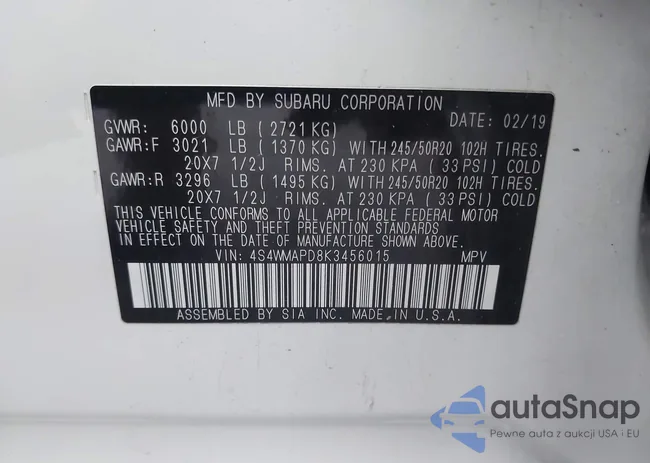 MFD BY SUBARU CORPORATION
DATE: 02/19
GVWR: 6000 LB ( 2721 KG)
GAWR:F 3021 LB ( 1370 KG) WITH 245/50R20 102H TIRES.
20X7 1/2J RIMS. AT 230 KPA ( 33 PSI) COLD
GAWR:R 3296 LB ( 1495 KG) WITH 245/50R20 102H TIRES.
20X7 1/2J RIMS. AT 230 KPA ( 33 PSI) COLD
THIS VEHICLE CONFORMS TO ALL APPLICABLE FEDERAL MOTOR
VEHICLE SAFETY AND THEFT PREVENTION STANDARDS
IN EFFECT ON THE DATE OF MANUFACTURE SHOWN ABOVE.
VIN: 4S4WMAPD8K3456015 MPV
ASSEMBLED BY SIA INC. MADE IN U.S.A.
autaSnap
Pewne auta z aukcji USA i EU